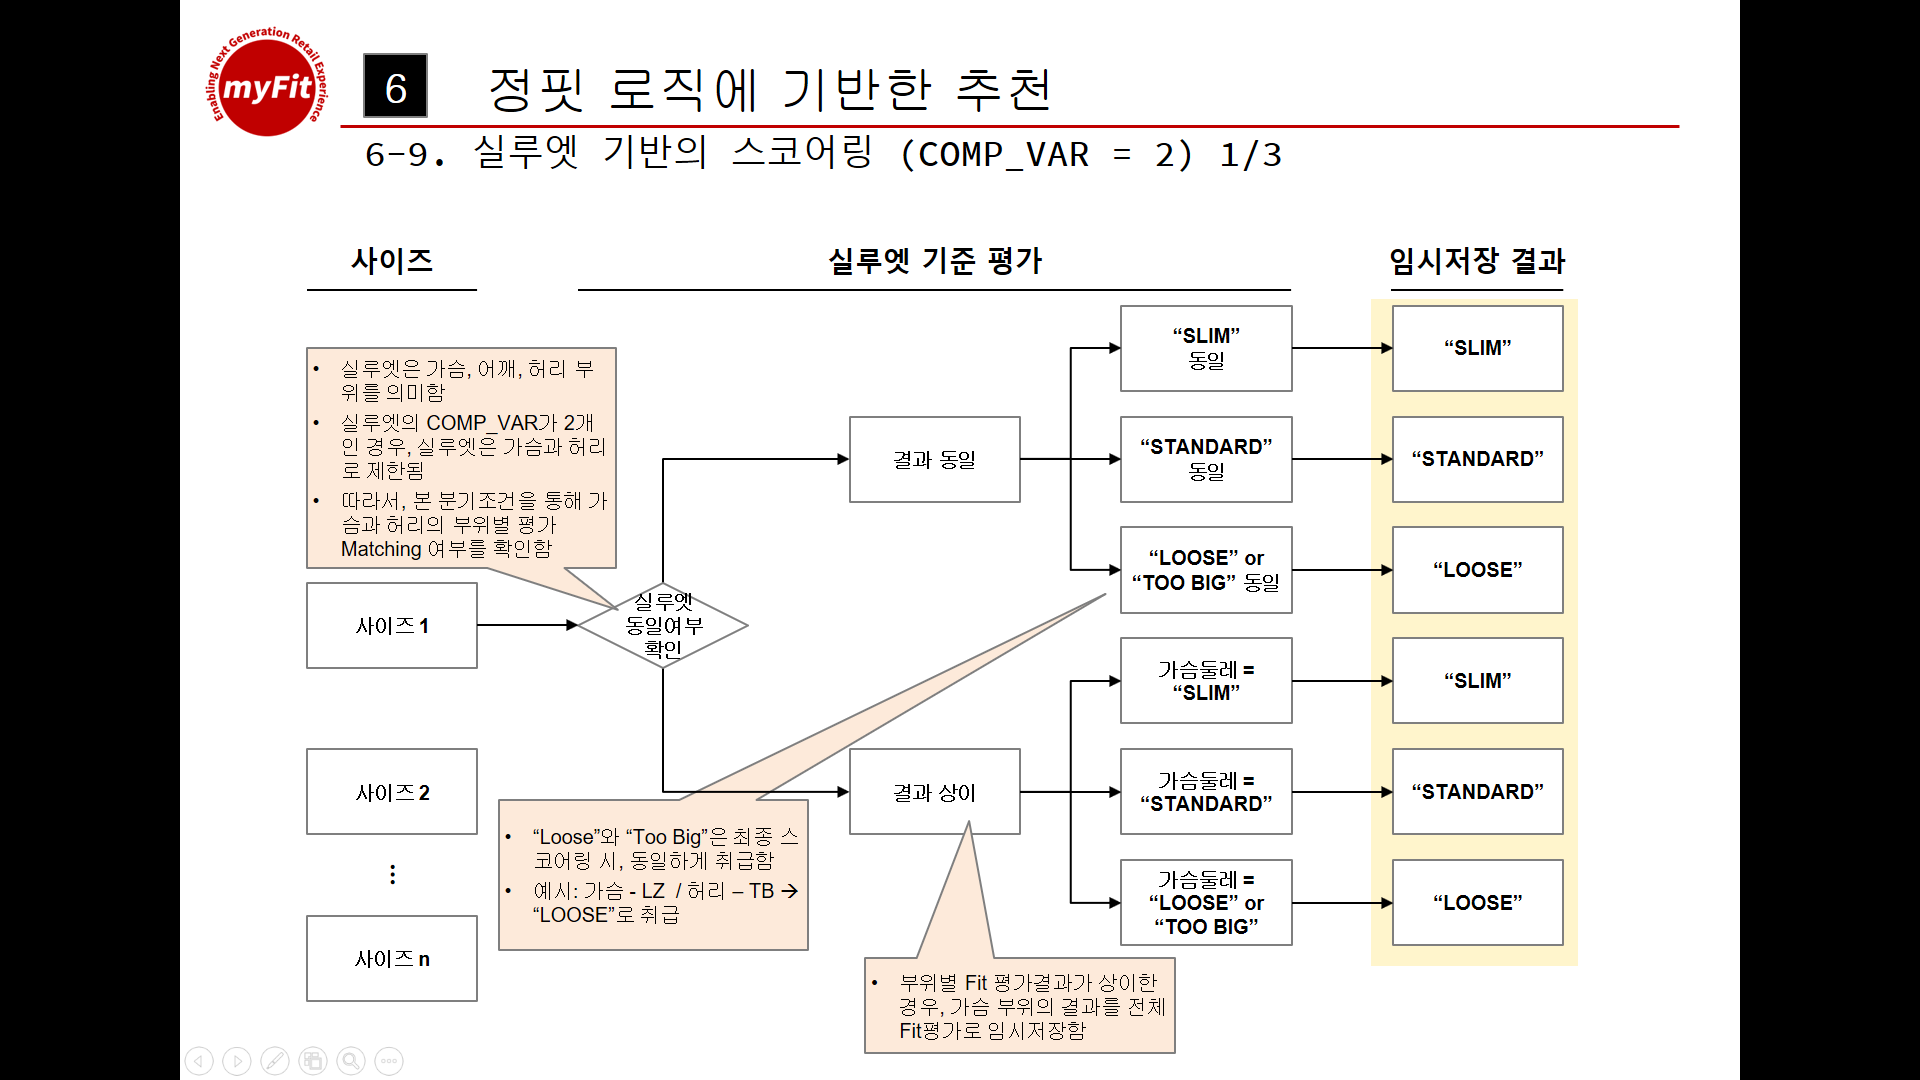 Enabling Next Generation Retail Experience
myFit
6
정핏 로직에 기반한 추천
6-9. 실루엣 기반의 스코어링 (COMP_VAR = 2) 1/3
사이즈
실루엣 기준 평가
임시저장 결과
• 실루엣은 가슴, 어깨, 허리 부
위를 의미함
• 실루엣의 COMP_VAR가 2개
인 경우, 실루엣은 가슴과 허리
로 제한됨
• 따라서, 본 분기조건을 통해 가
슴과 허리의 부위별 평가
Matching 여부를 확인함
사이즈 1
실루엣
동일여부
확인
결과 동일
“SLIM”
동일
“SLIM”
“STANDARD”
동일
“STANDARD”
“LOOSE” or
“TOO BIG” 동일
“LOOSE”
사이즈 2
⋮
사이즈 n
• “Loose”와 “Too Big”은 최종 스
코어링 시, 동일하게 취급함
• 예시: 가슴 - LZ / 허리 – TB →
“LOOSE”로 취급
결과 상이
가슴둘레 =
“SLIM”
“SLIM”
가슴둘레 =
“STANDARD”
“STANDARD”
가슴둘레 =
“LOOSE” or
“TOO BIG”
“LOOSE”
• 부위별 Fit 평가결과가 상이한
경우, 가슴 부위의 결과를 전체
Fit평가로 임시저장함